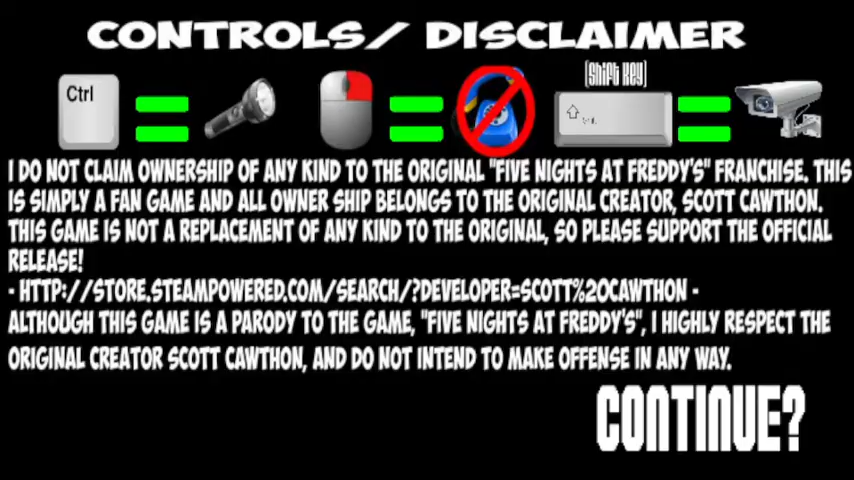 CONTROLS/ DISCLAIMER
(Shift Key)
Ctrl
I DO NOT CLAIM OWNERSHIP OF ANY KIND TO THE ORIGINAL "FIVE NIGHTS AT FREDDY'S" FRANCHISE. THIS
IS SIMPLY A FAN GAME AND ALL OWNER SHIP BELONGS TO THE ORIGINAL CREATOR, SCOTT CAWTHON.
THIS GAME IS NOT A REPLACEMENT OF ANY KIND TO THE ORIGINAL, SO PLEASE SUPPORT THE OFFICIAL
RELEASE!
- HTTP://STORE.STEAMPOWERED.COM/SEARCH/?DEVELOPER=SCOTT%20CAWTHON -
ALTHOUGH THIS GAME IS A PARODY TO THE GAME, "FIVE NIGHTS AT FREDDY'S", I HIGHLY RESPECT THE
ORIGINAL CREATOR SCOTT CAWTHON, AND DO NOT INTEND TO MAKE OFFENSE IN ANY WAY.
CONTINUE?